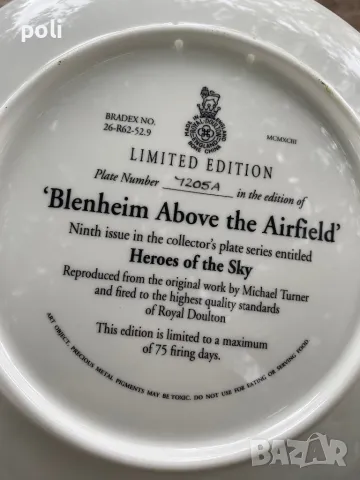 poli
BRADEX NO.
26-R62-52.9
MCMXCIII
LIMITED EDITION
Plate Number 7205A in the edition of
'Blenheim Above the Airfield'
Ninth issue in the collector's plate series entitled
Heroes of the Sky
Reproduced from the original work by Michael Turner
and fired to the highest quality standards
of Royal Doulton
This edition is limited to a maximum
of 75 firing days.
ART OBJECT, PRECIOUS METAL PIGMENTS MAY BE TOXIC. DO NOT USE FOR EATING OR SERVING FOOD.
BAZAR